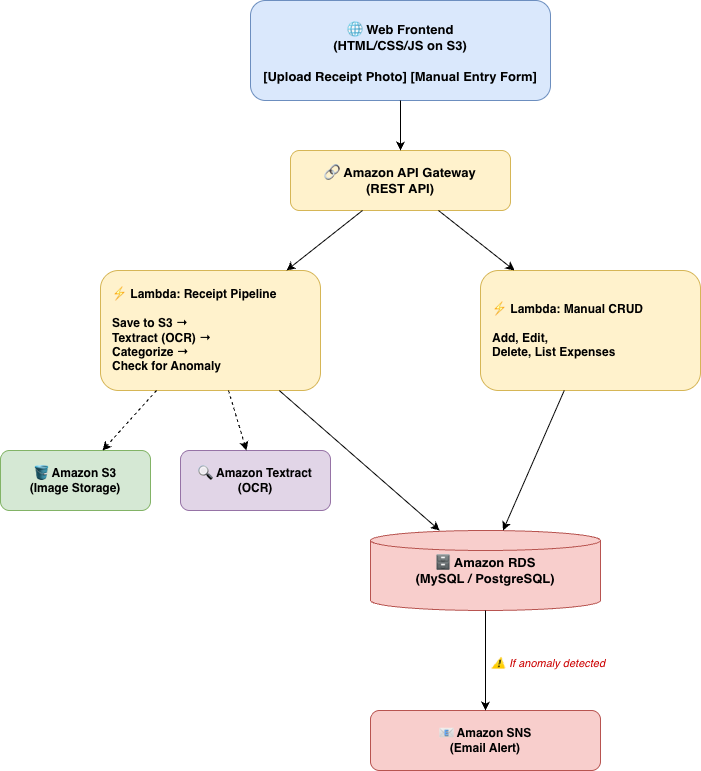 🌐 Web Frontend
(HTML/CSS/JS on S3)
[Upload Receipt Photo] [Manual Entry Form]
🔗 Amazon API Gateway
(REST API)
⚡ Lambda: Receipt Pipeline
Save to S3 →
Textract (OCR) →
Categorize →
Check for Anomaly
⚡ Lambda: Manual CRUD
Add, Edit,
Delete, List Expenses
🪣 Amazon S3
(Image Storage)
🔍 Amazon Textract
(OCR)
🗄️ Amazon RDS
(MySQL / PostgreSQL)
⚠️ If anomaly detected
📧 Amazon SNS
(Email Alert)